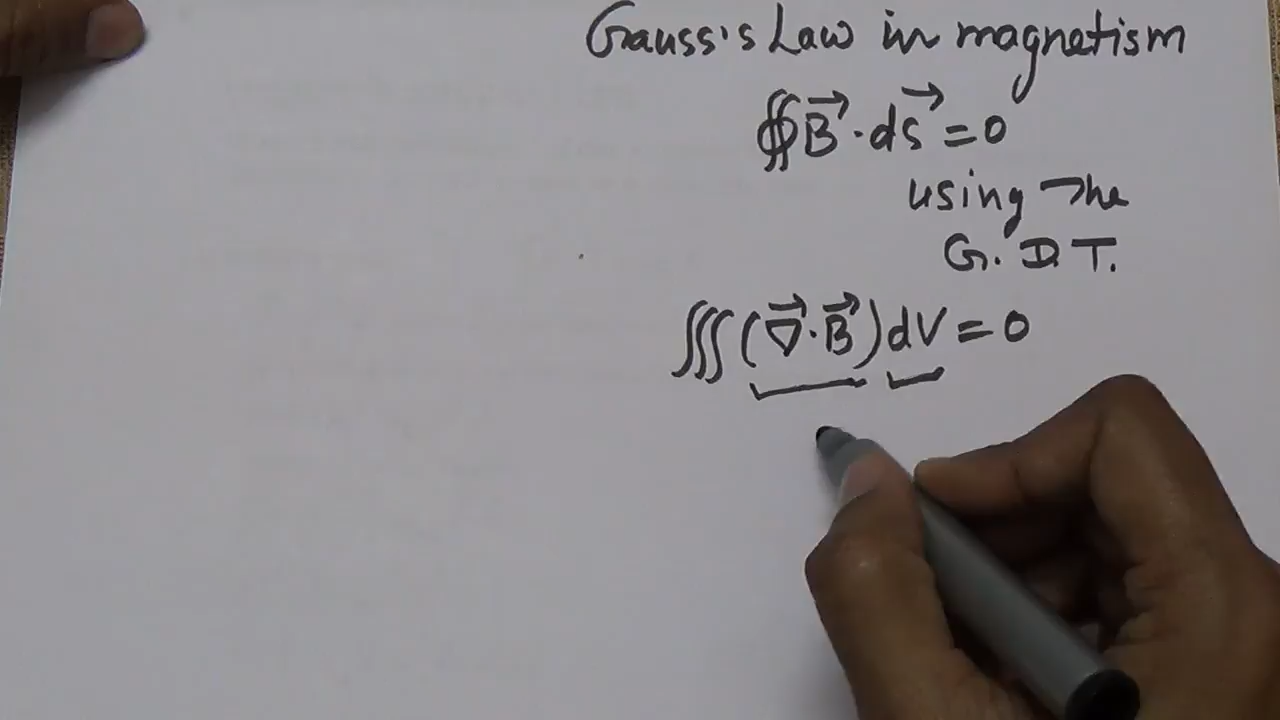 Gauss's Law in magnetism
∯B⃗·dS⃗ = 0
using The
G. D T.
∭(∇⃗·B⃗)dV = 0